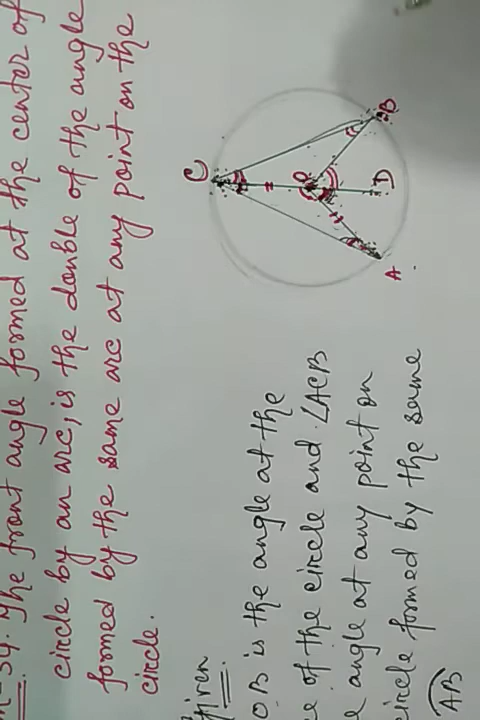 -34. The front angle formed at the center of
circle by an arc, is the double of the angle
formed by the same arc at any point on the
circle.
C
O
B
D
A
Given
OB is the angle at the
of the circle and ∠ACB
angle at any point on
circle formed by the same
AB